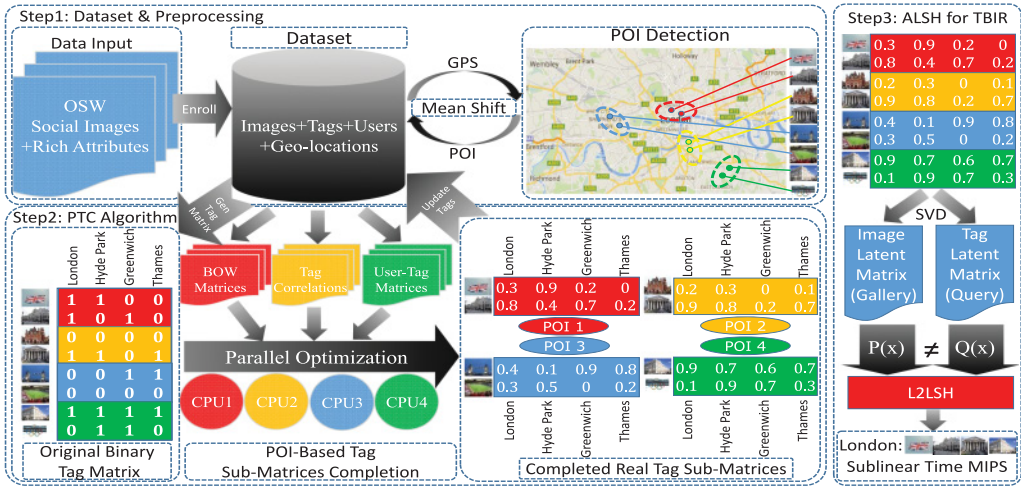 Step1: Dataset & Preprocessing
Data Input
OSW
Social Images
+Rich Attributes
Enroll
Dataset
Images+Tags+Users
+Geo-locations
GPS
Mean Shift
POI
POI Detection
Gen
Tag
Matrix
Update
Tags
Step2: PTC Algorithm
London
Hyde Park
Greenwich
Thames
1 1 0 0
1 0 1 0
0 0 0 0
1 1 0 1
0 0 1 1
0 0 0 0
1 1 1 1
0 1 1 0
Original Binary
Tag Matrix
BOW
Matrices
Tag
Correlations
User-Tag
Matrices
Parallel Optimization
CPU1
CPU2
CPU3
CPU4
POI-Based Tag
Sub-Matrices Completion
London
Hyde Park
Greenwich
Thames
0.3 0.9 0.2 0
0.8 0.4 0.7 0.2
POI 1
London
Hyde Park
Greenwich
Thames
0.2 0.3 0 0.1
0.9 0.8 0.2 0.7
POI 2
POI 3
0.4 0.1 0.9 0.8
0.3 0.5 0 0.2
London
Hyde Park
Greenwich
Thames
POI 4
0.9 0.7 0.6 0.7
0.1 0.9 0.7 0.3
London
Hyde Park
Greenwich
Thames
Completed Real Tag Sub-Matrices
Step3: ALSH for TBIR
0.3 0.9 0.2 0
0.8 0.4 0.7 0.2
0.2 0.3 0 0.1
0.9 0.8 0.2 0.7
0.4 0.1 0.9 0.8
0.3 0.5 0 0.2
0.9 0.7 0.6 0.7
0.1 0.9 0.7 0.3
SVD
Image
Latent
Matrix
(Gallery)
Tag
Latent
Matrix
(Query)
P(x) ≠ Q(x)
L2LSH
London:
Sublinear Time MIPS